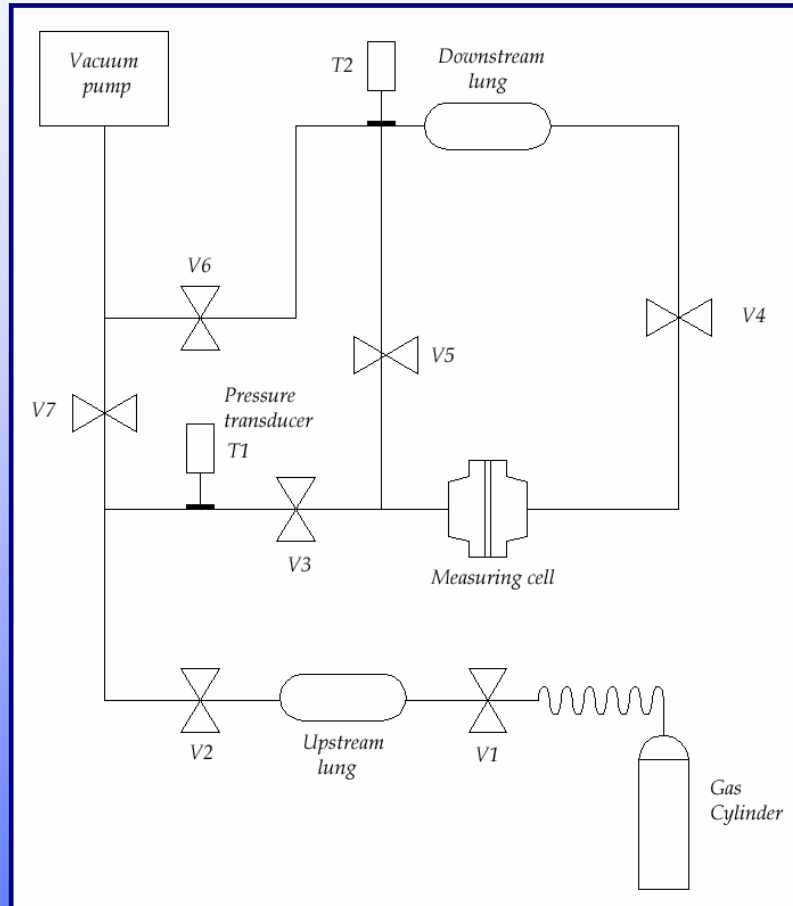 Vacuum
pump
T2
Downstream
lung
V6
V4
V5
V7
Pressure
transducer
T1
V3
Measuring cell
V2
Upstream
lung
V1
Gas
Cylinder